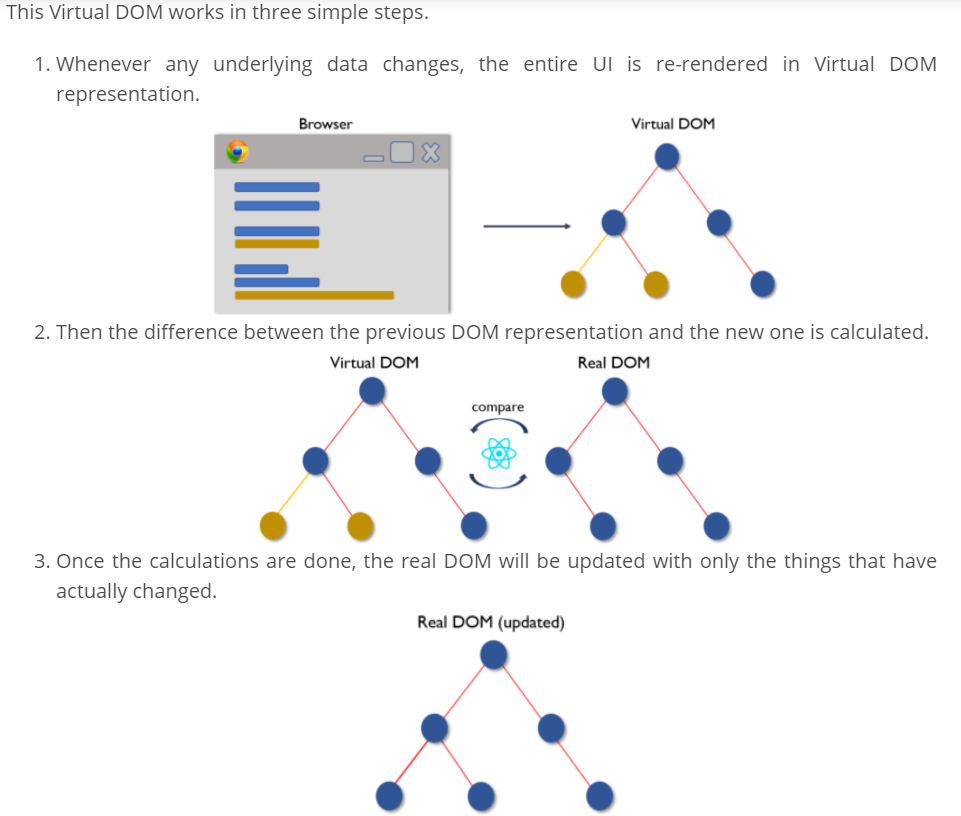 This Virtual DOM works in three simple steps.
1. Whenever any underlying data changes, the entire UI is re-rendered in Virtual DOM
representation.
Browser
Virtual DOM
2. Then the difference between the previous DOM representation and the new one is calculated.
Virtual DOM
Real DOM
compare
3. Once the calculations are done, the real DOM will be updated with only the things that have
actually changed.
Real DOM (updated)